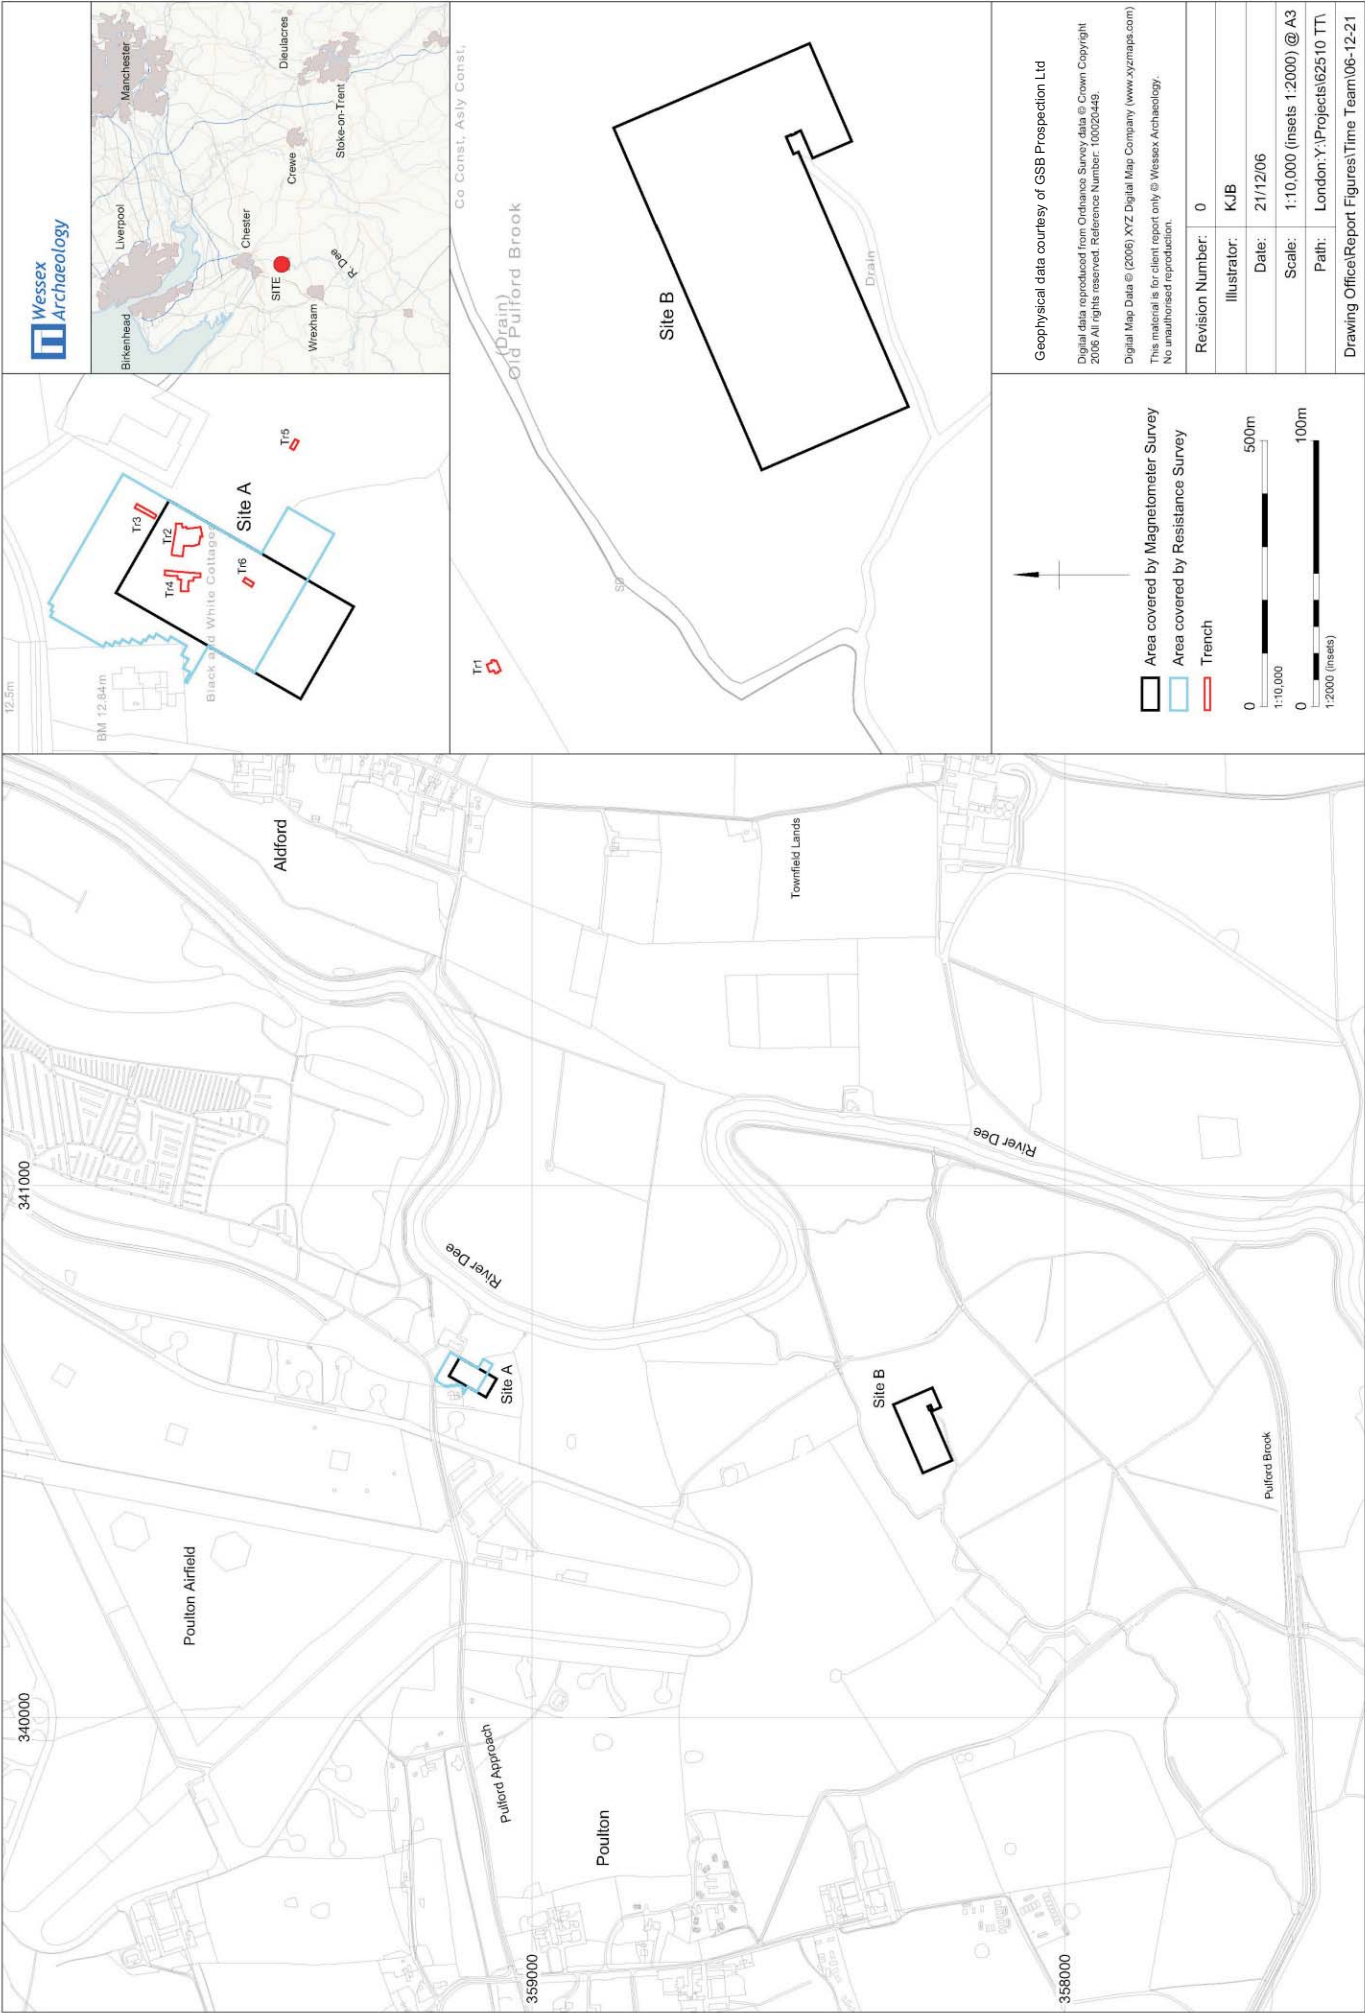 341000
340000
359000
358000
Poulton Airfield
Aldford
River Dee
Site A
Pulford Approach
Poulton
Townfield Lands
Site B
River Dee
Pulford Brook
12.5m
BM 12.84m
Black and White Cottages
Tr3
Tr2
Tr4
Tr6
Tr5
Site A
Wessex
Archaeology
Manchester
Liverpool
Birkenhead
Dieulacres
Chester
Crewe
SITE
Stoke-on-Trent
Wrexham
R. Dee
Co Const, Asly Const,
(Drain)
Old Pulford Brook
Tr1
SD
Site B
Drain
Area covered by Magnetometer Survey
Area covered by Resistance Survey
Trench
0 500m
1:10,000
0 100m
1:2000 (insets)
Geophysical data courtesy of GSB Prospection Ltd
Digital data reproduced from Ordnance Survey data © Crown Copyright
2006 All rights reserved. Reference Number: 100020449.
Digital Map Data © (2006) XYZ Digital Map Company (www.xyzmaps.com)
This material is for client report only © Wessex Archaeology.
No unauthorised reproduction.
Revision Number: 0
Illustrator: KJB
Date: 21/12/06
Scale: 1:10,000 (insets 1:2000) @ A3
Path: London:Y:\Projects\62510 TT\
Drawing Office\Report Figures\Time Team\06-12-21